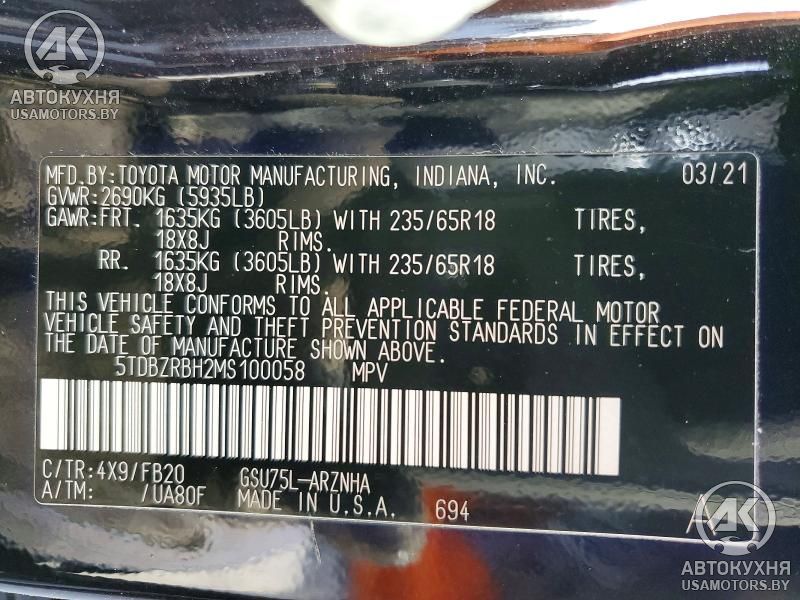 AK
АВТОКУХНЯ
USAMOTORS.BY
MFD.BY:TOYOTA MOTOR MANUFACTURING, INDIANA, INC. 03/21
GVWR:2690KG (5935LB)
GAWR:FRT. 1635KG (3605LB) WITH 235/65R18 TIRES,
18X8J RIMS.
RR. 1635KG (3605LB) WITH 235/65R18 TIRES,
18X8J RIMS.
THIS VEHICLE CONFORMS TO ALL APPLICABLE FEDERAL MOTOR
VEHICLE SAFETY AND THEFT PREVENTION STANDARDS IN EFFECT ON
THE DATE OF MANUFACTURE SHOWN ABOVE.
5TDBZRBH2MS100058 MPV
C/TR:4X9/FB20 GSU75L-ARZNHA
A/TM: /UA80F MADE IN U.S.A. 694
AK
АВТОКУХНЯ
USAMOTORS.BY